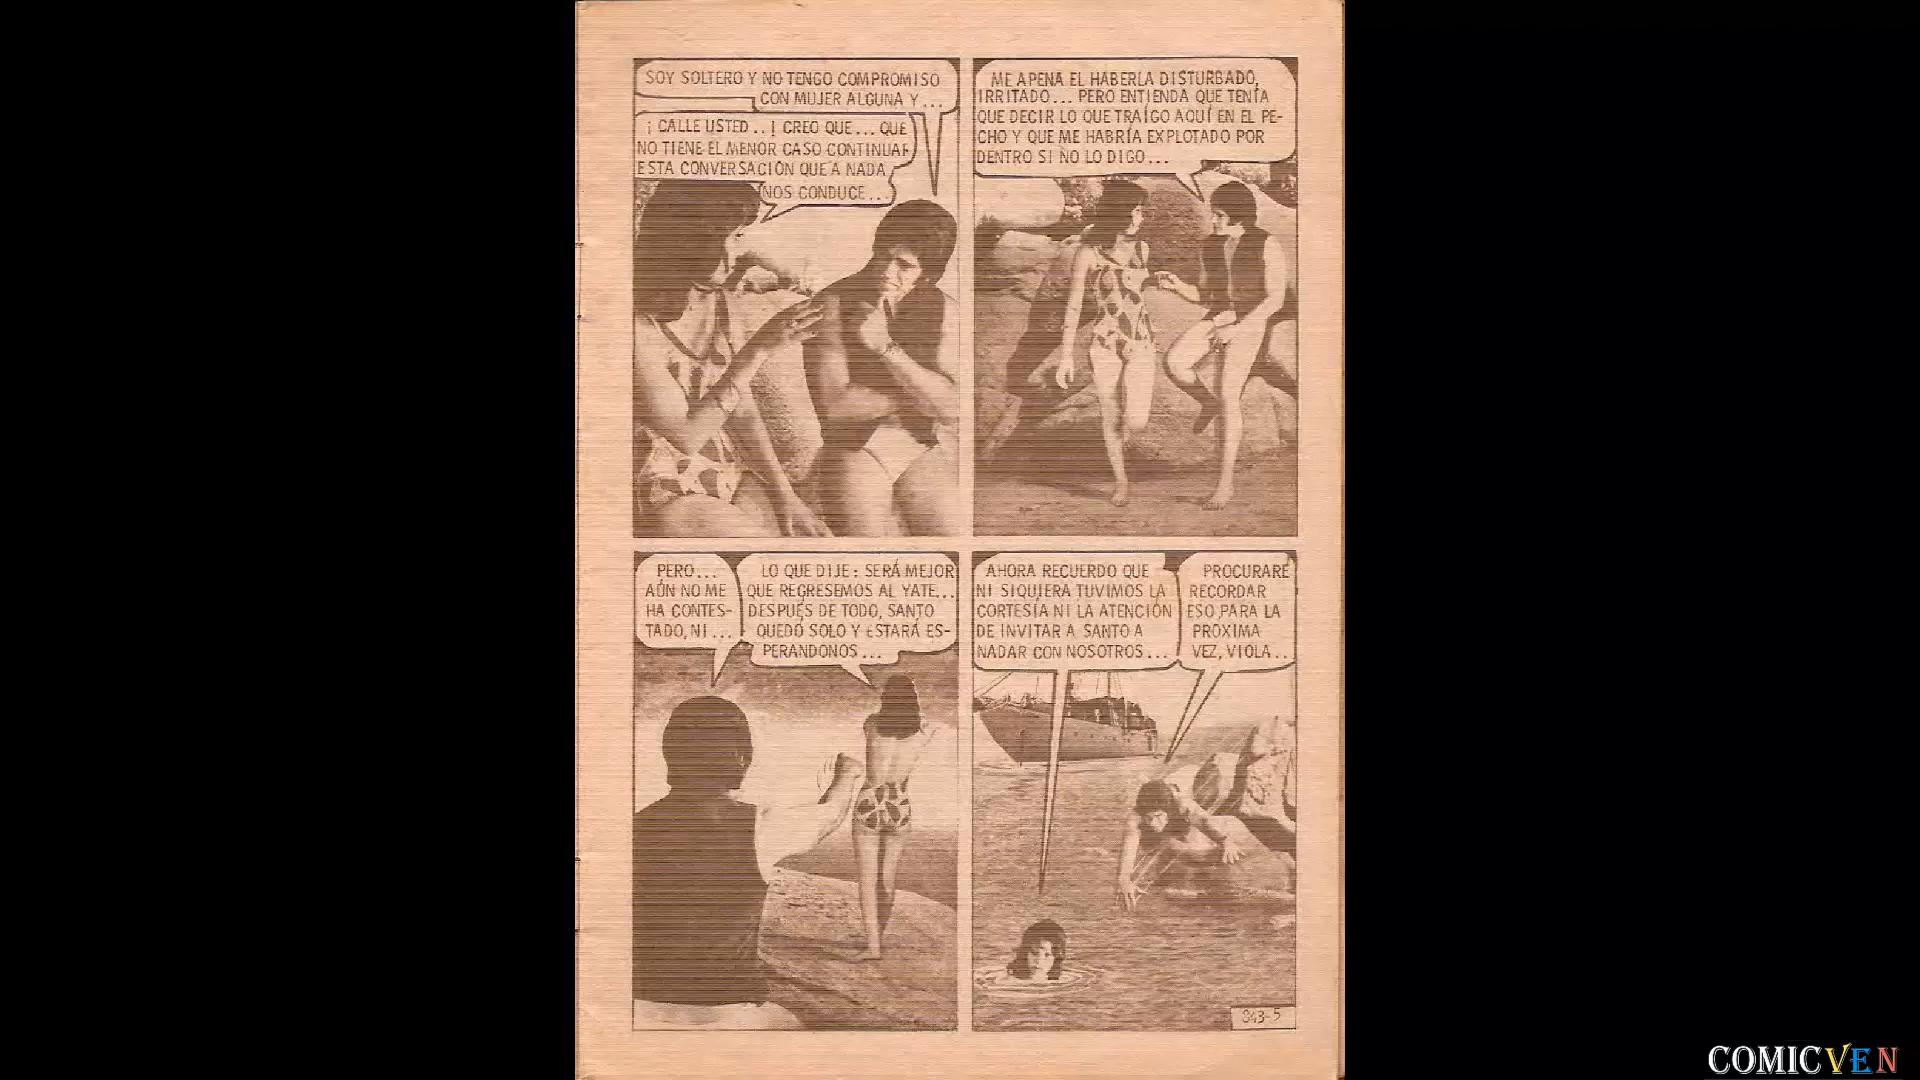 SOY SOLTERO Y NO TENGO COMPROMISO
CON MUJER ALGUNA Y...
¡CALLE USTED..! CREO QUE... QUE
NO TIENE EL MENOR CASO CONTINUAR
ESTA CONVERSACIÓN QUE A NADA
NOS CONDUCE...
ME APENA EL HABERLA DISTURBADO,
IRRITADO... PERO ENTIENDA QUE TENÍA
QUE DECIR LO QUE TRAÍGO AQUÍ EN EL PE-
CHO Y QUE ME HABRÍA EXPLOTADO POR
DENTRO SI NO LO DIGO...
PERO...
AÚN NO ME
HA CONTES-
TADO, NI...
LO QUE DIJE: SERÁ MEJOR
QUE REGRESEMOS AL YATE...
DESPUÉS DE TODO, SANTO
QUEDÓ SOLO Y ESTARÁ ES-
PERANDONOS...
AHORA RECUERDO QUE
NI SIQUIERA TUVIMOS LA
CORTESÍA NI LA ATENCIÓN
DE INVITAR A SANTO A
NADAR CON NOSOTROS...
PROCURARÉ
RECORDAR
ESO PARA LA
PRÓXIMA
VEZ, VIOLA..
843-5
COMICVEN